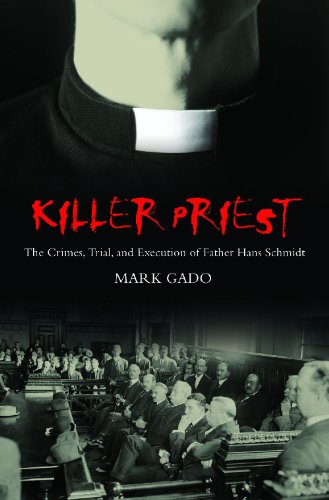 KILLER PRIEST
The Crimes, Trial, and Execution of Father Hans Schmidt
MARK GADO